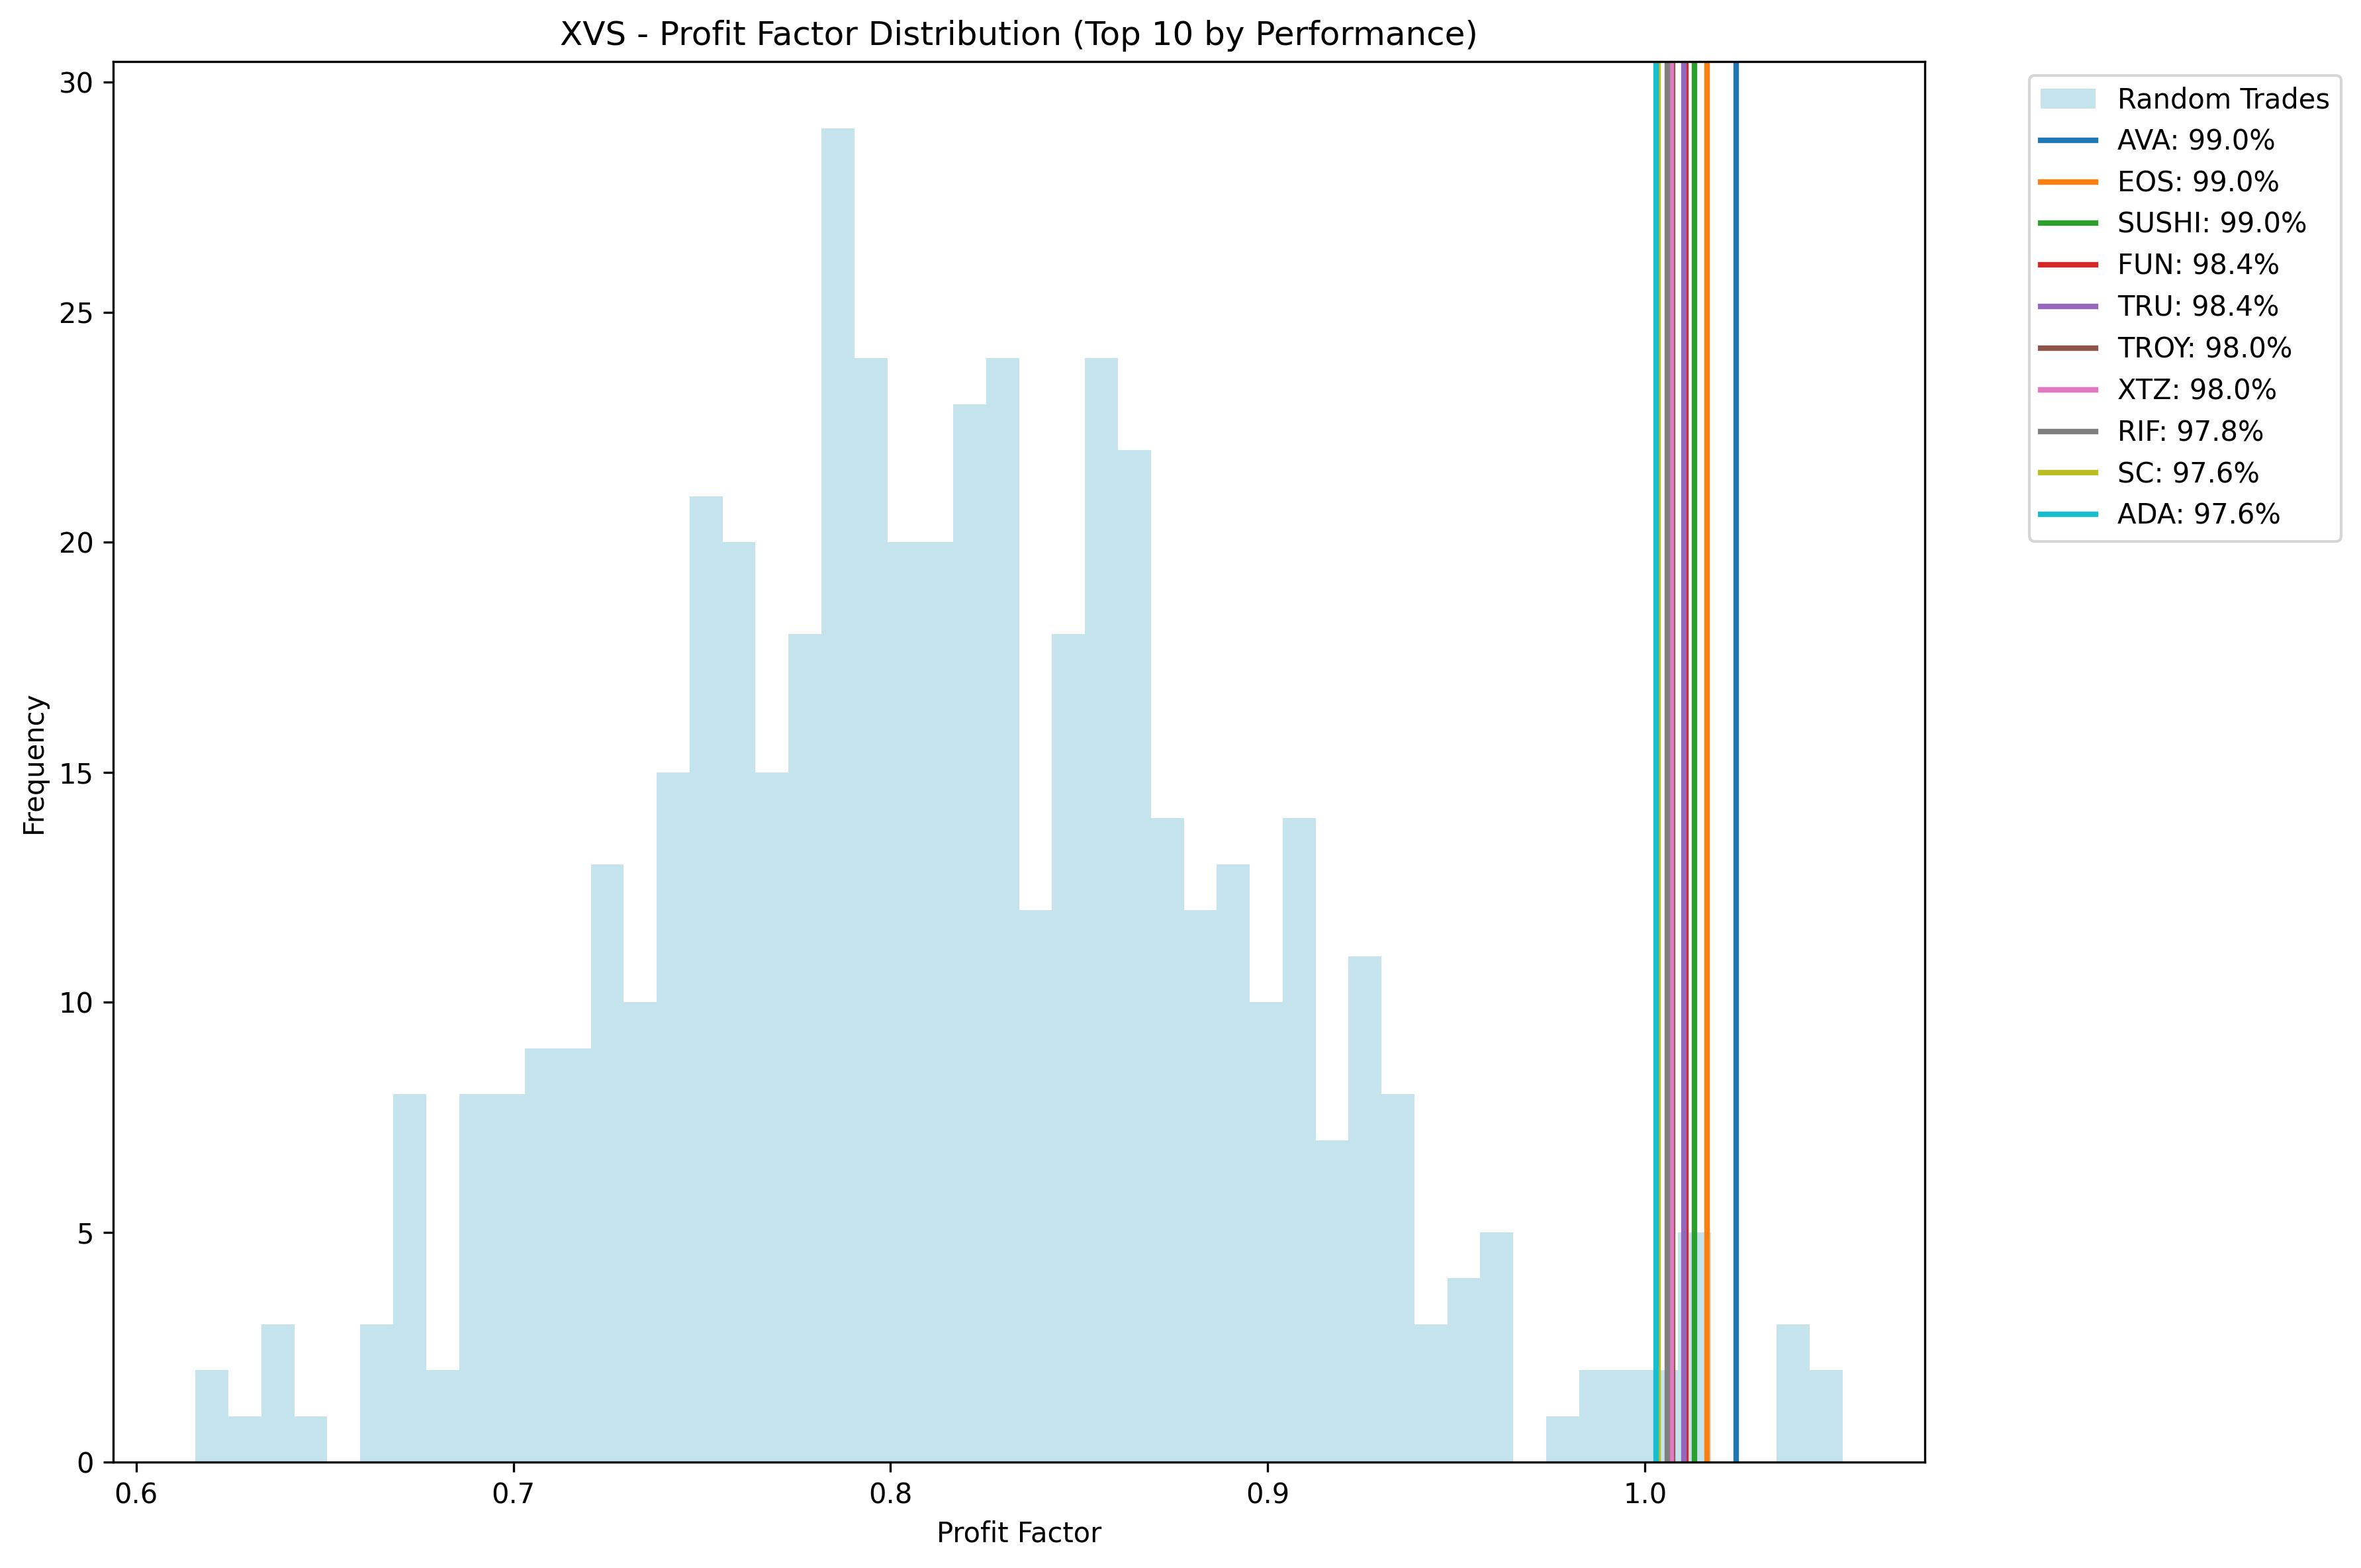 XVS - Profit Factor Distribution (Top 10 by Performance)
30
25
20
15
10
5
0
Frequency
0.6
0.7
0.8
0.9
1.0
Profit Factor
Random Trades
AVA: 99.0%
EOS: 99.0%
SUSHI: 99.0%
FUN: 98.4%
TRU: 98.4%
TROY: 98.0%
XTZ: 98.0%
RIF: 97.8%
SC: 97.6%
ADA: 97.6%